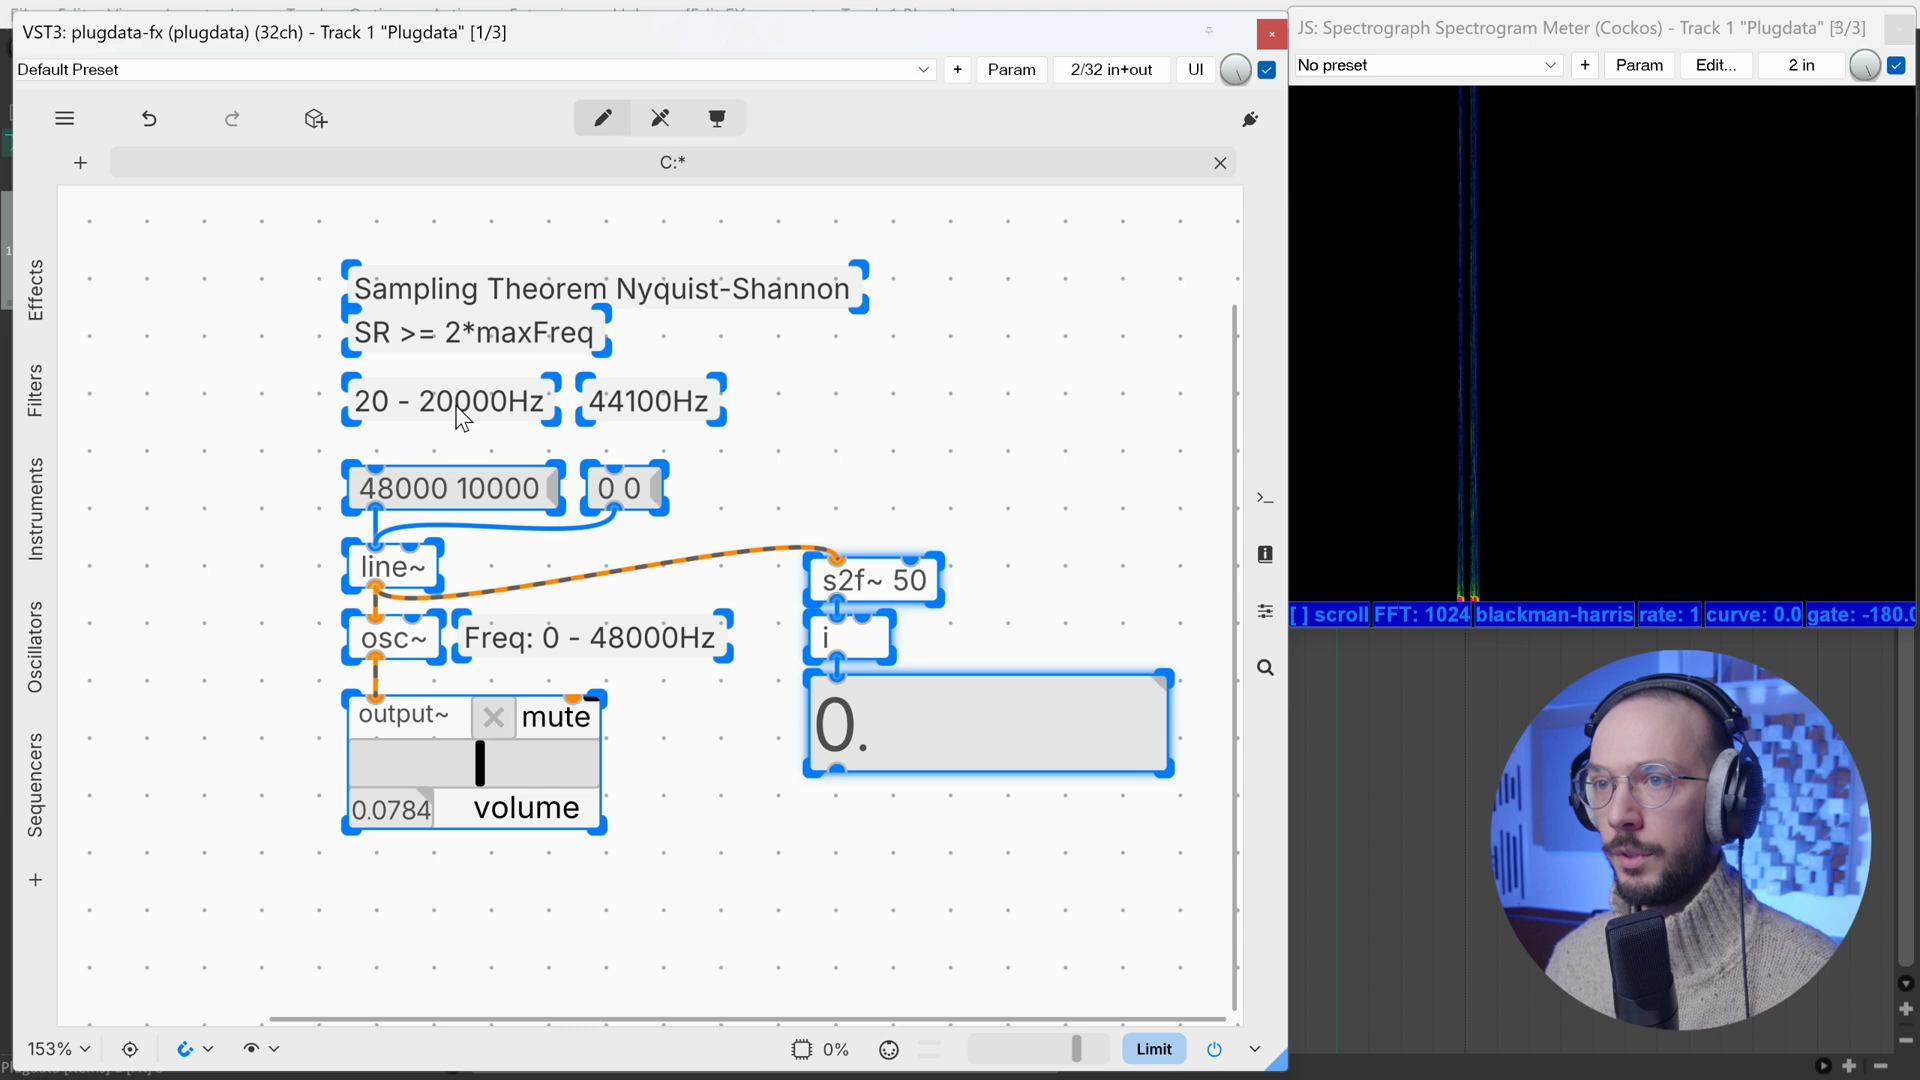 VST3: plugdata-fx (plugdata) (32ch) - Track 1 "Plugdata" [1/3]
JS: Spectrograph Spectrogram Meter (Cockos) - Track 1 "Plugdata" [3/3]
Default Preset
+
Param
2/32 in+out
UI
No preset
+
Param
Edit...
2 in
C:*
Effects
Filters
Instruments
Oscillators
Sequencers
Sampling Theorem Nyquist-Shannon
SR >= 2*maxFreq
20 - 20000Hz
44100Hz
48000 10000
0 0
line~
s2f~ 50
osc~
Freq: 0 - 48000Hz
i
0.
output~
mute
0.0784
volume
[ ] scroll FFT: 1024 blackman-harris rate: 1 curve: 0.0 gate: -180.0
153%
0%
Limit